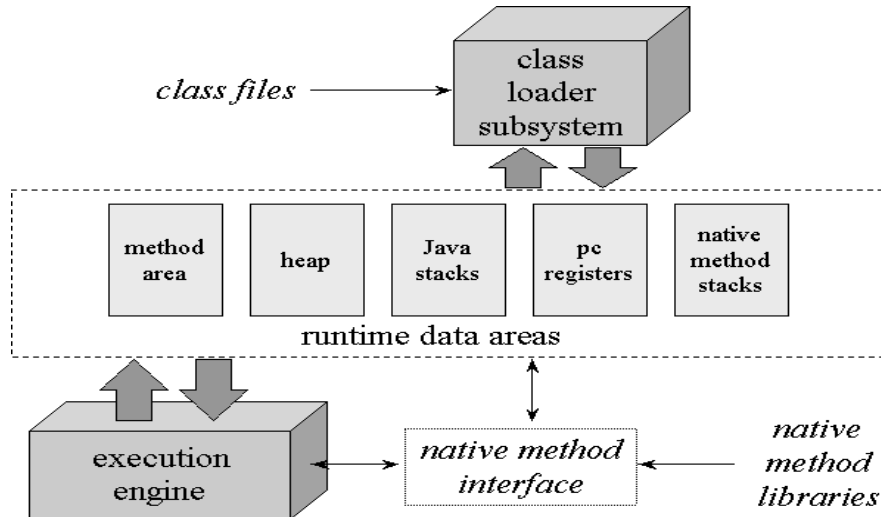 class
loader
subsystem
class files
method
area
heap
Java
stacks
pc
registers
native
method
stacks
runtime data areas
execution
engine
native method
interface
native
method
libraries